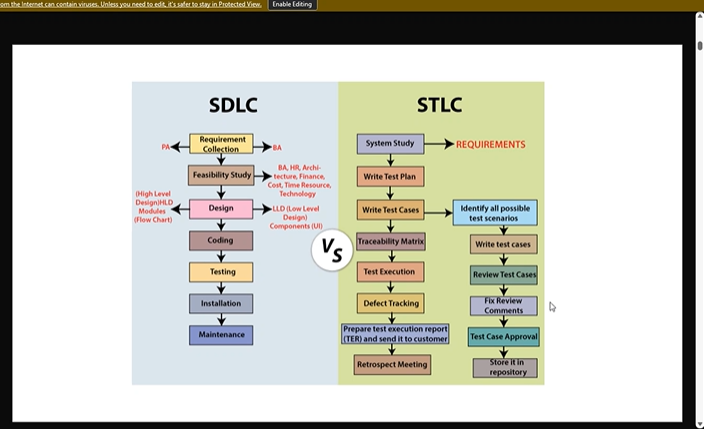 om the Internet can contain viruses. Unless you need to edit, it's safer to stay in Protected View.
Enable Editing
SDLC
Requirement
Collection
PA
BA
Feasibility Study
BA, HR, Archi-
tecture, Finance,
Cost, Time Resource,
Technology
(High Level
Design)HLD
Modules
(Flow Chart)
Design
LLD (Low Level
Design)
Components (UI)
Coding
Testing
Installation
Maintenance
VS
STLC
System Study
REQUIREMENTS
Write Test Plan
Write Test Cases
Traceability Matrix
Test Execution
Defect Tracking
Prepare test execution report
(TER) and send it to customer
Retrospect Meeting
Identify all possible
test scenarios
Write test cases
Review Test Cases
Fix Review
Comments
Test Case Approval
Store it in
repository